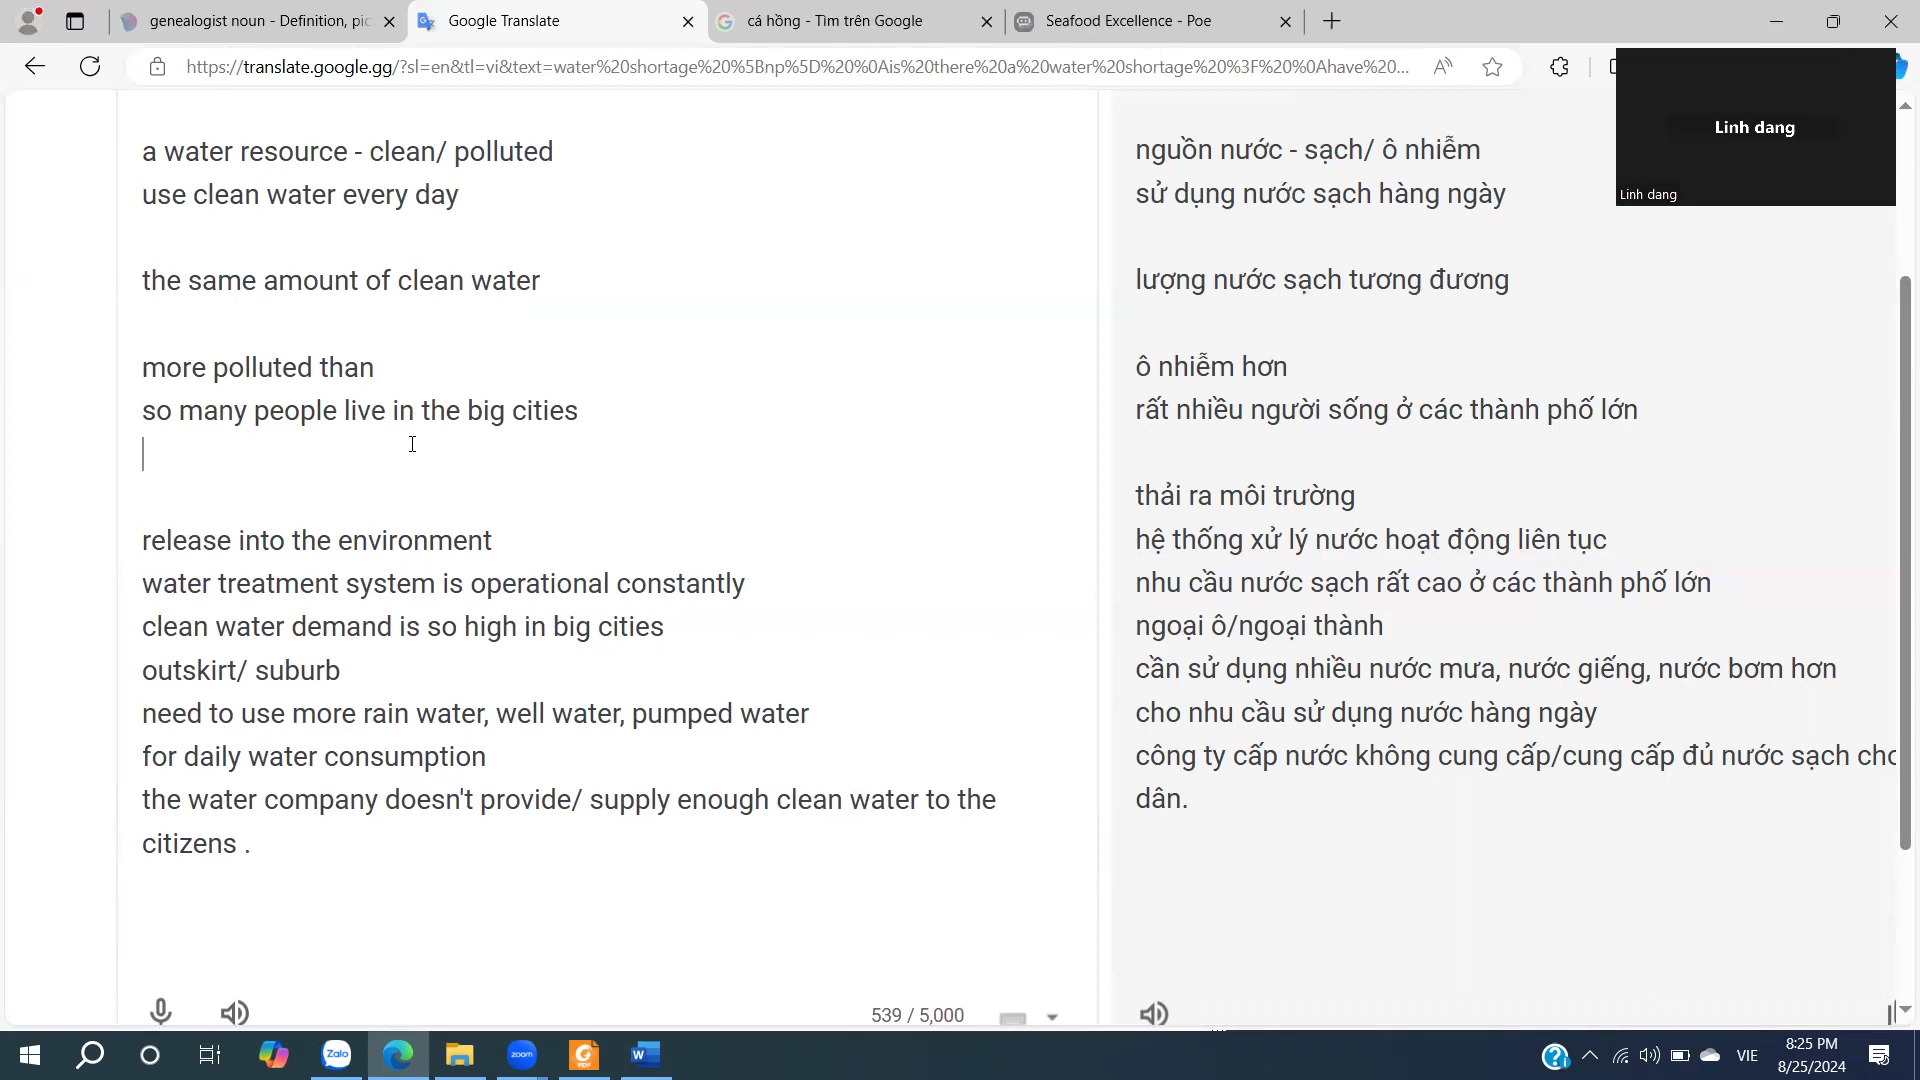 genealogist noun - Definition, pic
Google Translate
cá hồng - Tìm trên Google
Seafood Excellence - Poe
https://translate.google.gg/?sl=en&tl=vi&text=water%20shortage%20%5Bnp%5D%20%0Ais%20there%20a%20water%20shortage%20%3F%20%0Ahave%20...
Linh dang
Linh dang
a water resource - clean/ polluted
use clean water every day
the same amount of clean water
more polluted than
so many people live in the big cities
release into the environment
water treatment system is operational constantly
clean water demand is so high in big cities
outskirt/ suburb
need to use more rain water, well water, pumped water
for daily water consumption
the water company doesn't provide/ supply enough clean water to the
citizens .
539 / 5,000
nguồn nước - sạch/ ô nhiễm
sử dụng nước sạch hàng ngày
lượng nước sạch tương đương
ô nhiễm hơn
rất nhiều người sống ở các thành phố lớn
thải ra môi trường
hệ thống xử lý nước hoạt động liên tục
nhu cầu nước sạch rất cao ở các thành phố lớn
ngoại ô/ngoại thành
cần sử dụng nhiều nước mưa, nước giếng, nước bơm hơn
cho nhu cầu sử dụng nước hàng ngày
công ty cấp nước không cung cấp/cung cấp đủ nước sạch cho
dân.
Zalo
zoom
PDF
W
VIE
8:25 PM
8/25/2024